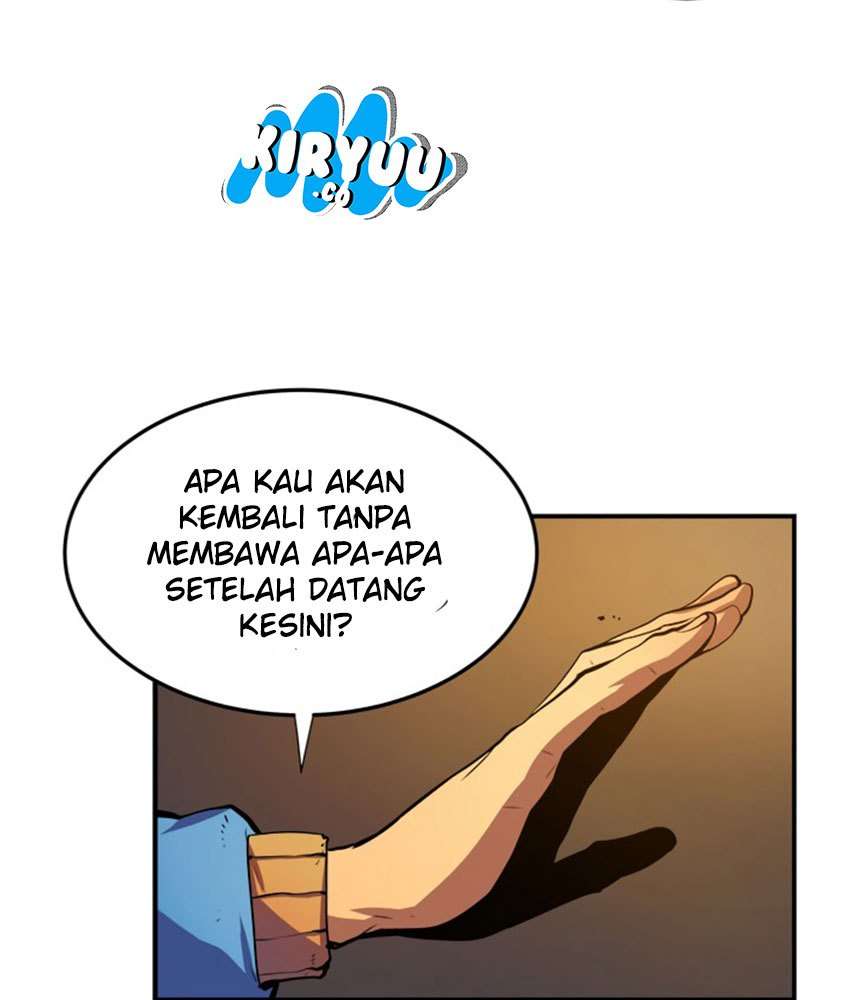 KIRYUU
.CO
APA KAU AKAN
KEMBALI TANPA
MEMBAWA APA-APA
SETELAH DATANG
KESINI?